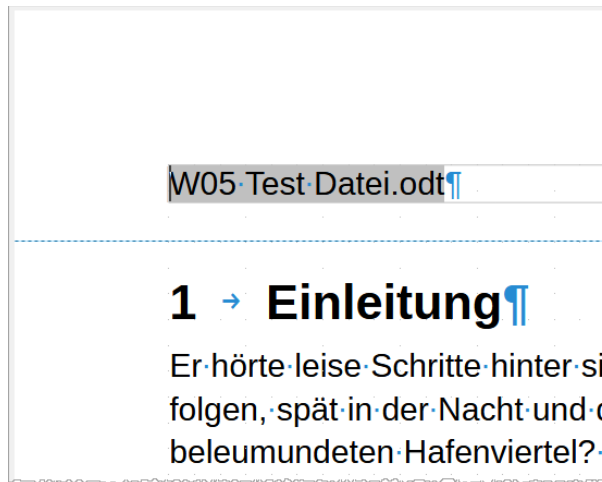 W05 Test Datei.odt¶
1 → Einleitung¶
Er hörte leise Schritte hinter
folgen, spät in der Nacht und
beleumundeten Hafenviertel?